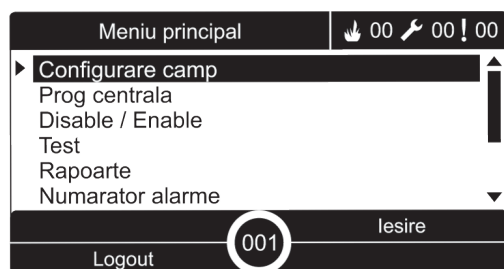 Meniu principal 00 00 ! 00
Configurare camp
Prog centrala
Disable / Enable
Test
Rapoarte
Numarator alarme
Iesire
001
Logout